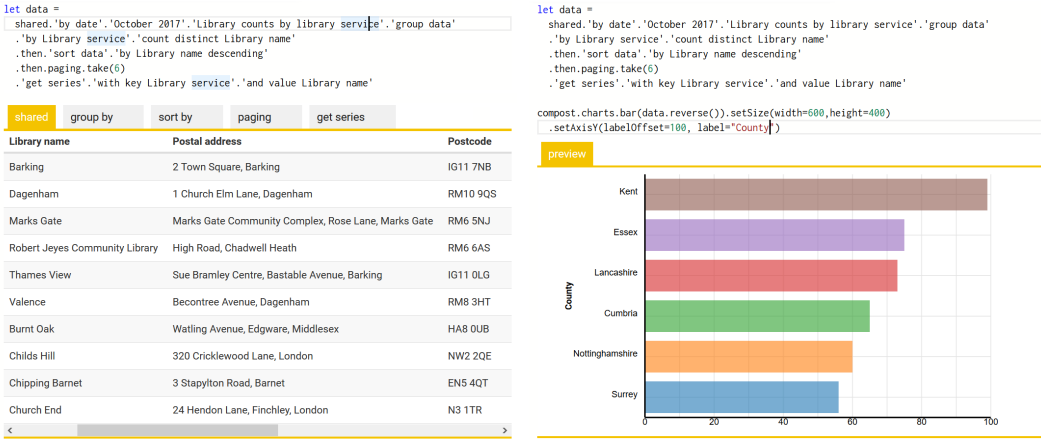 let data =
shared.'by date'.'October 2017'.'Library counts by library service'.'group data'
.'by Library service'.'count distinct Library name'
.then.'sort data'.'by Library name descending'
.then.paging.take(6)
.'get series'.'with key Library service'.'and value Library name'
shared group by sort by paging get series
Library name Postal address Postcode
Barking 2 Town Square, Barking IG11 7NB
Dagenham 1 Church Elm Lane, Dagenham RM10 9QS
Marks Gate Marks Gate Community Complex, Rose Lane, Marks Gate RM6 5NJ
Robert Jeyes Community Library High Road, Chadwell Heath RM6 6AS
Thames View Sue Bramley Centre, Bastable Avenue, Barking IG11 0LG
Valence Becontree Avenue, Dagenham RM8 3HT
Burnt Oak Watling Avenue, Edgware, Middlesex HA8 0UB
Childs Hill 320 Cricklewood Lane, London NW2 2QE
Chipping Barnet 3 Stapylton Road, Barnet EN5 4QT
Church End 24 Hendon Lane, Finchley, London N3 1TR
let data =
shared.'by date'.'October 2017'.'Library counts by library service'.'group data'
.'by Library service'.'count distinct Library name'
.then.'sort data'.'by Library name descending'
.then.paging.take(6)
.'get series'.'with key Library service'.'and value Library name'
compost.charts.bar(data.reverse()).setSize(width=600,height=400)
.setAxisY(labelOffset=100, label="County")
preview
County
Kent
Essex
Lancashire
Cumbria
Nottinghamshire
Surrey
0 20 40 60 80 100